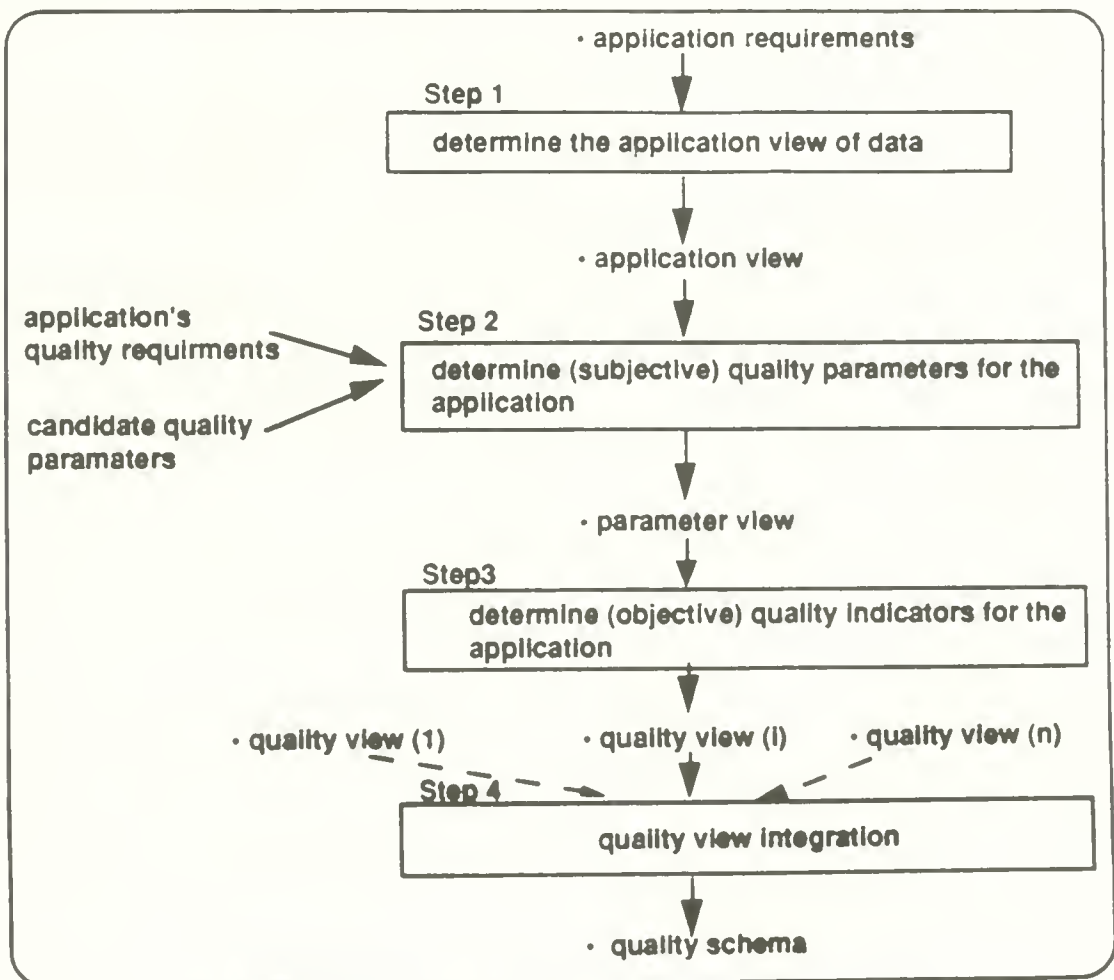 · application requirements
Step 1
determine the application view of data
· application view
application's
quality requirments
Step 2
determine (subjective) quality parameters for the
application
candidate quality
paramaters
· parameter view
Step3
determine (objective) quality indicators for the
application
· quality view (1)
· quality view (i)
· quality view (n)
Step 4
quality view integration
· quality schema